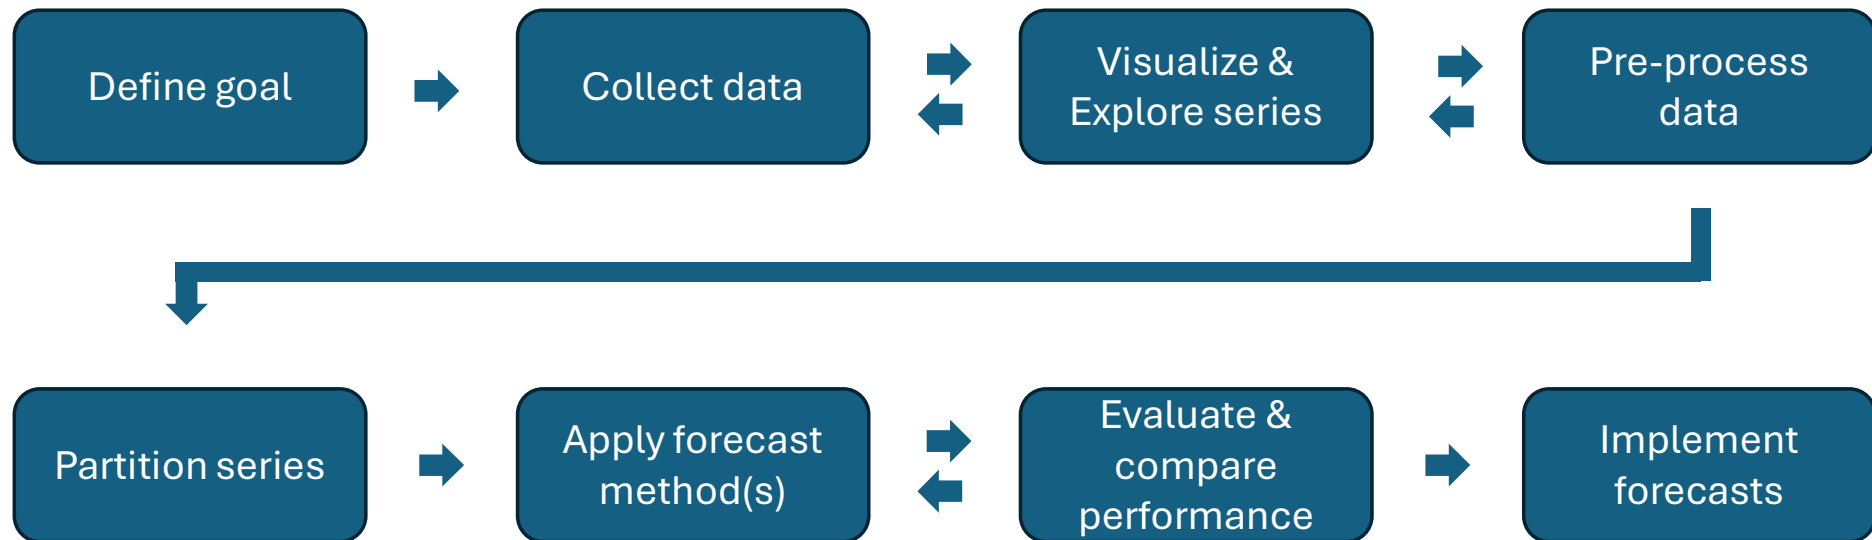 Define goal
Collect data
Visualize &
Explore series
Pre-process
data
Partition series
Apply forecast
method(s)
Evaluate &
compare
performance
Implement
forecasts